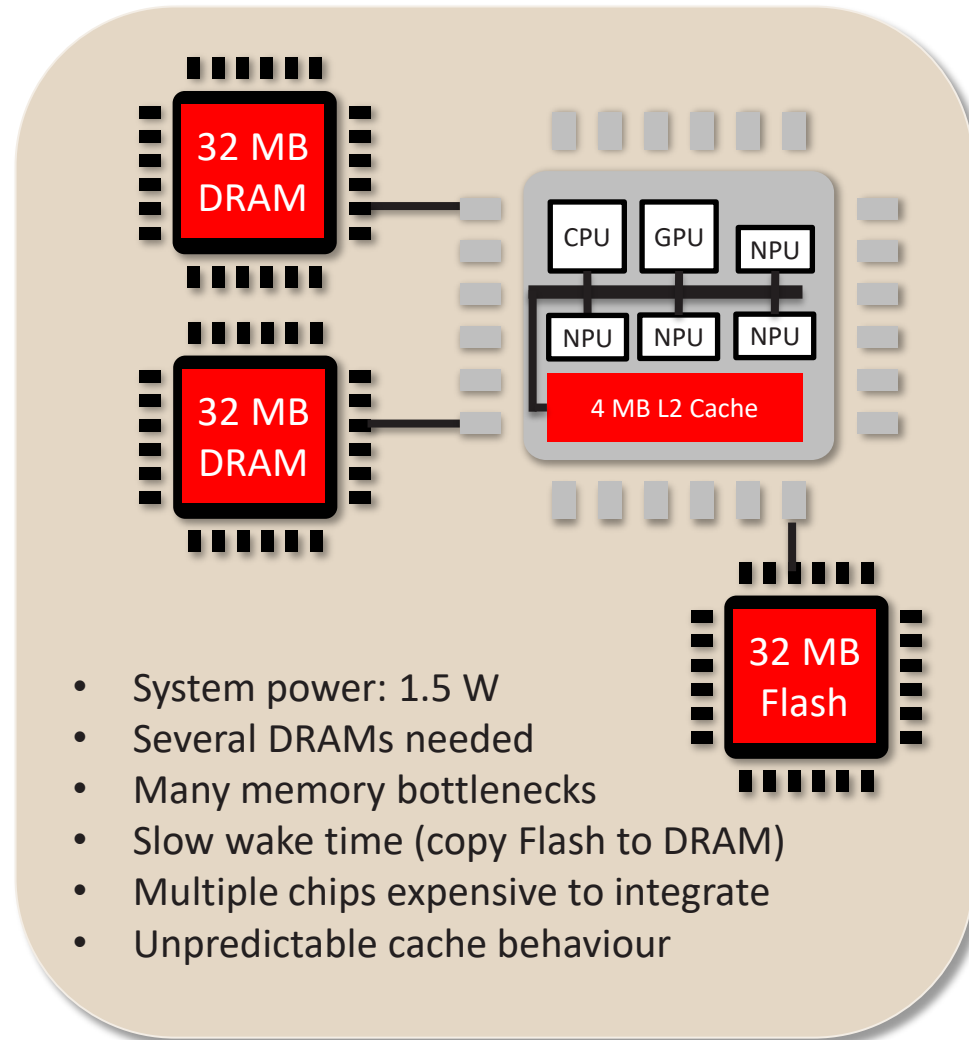 32 MB
DRAM
CPU
GPU
NPU
NPU
NPU
NPU
4 MB L2 Cache
32 MB
DRAM
32 MB
Flash
• System power: 1.5 W
• Several DRAMs needed
• Many memory bottlenecks
• Slow wake time (copy Flash to DRAM)
• Multiple chips expensive to integrate
• Unpredictable cache behaviour